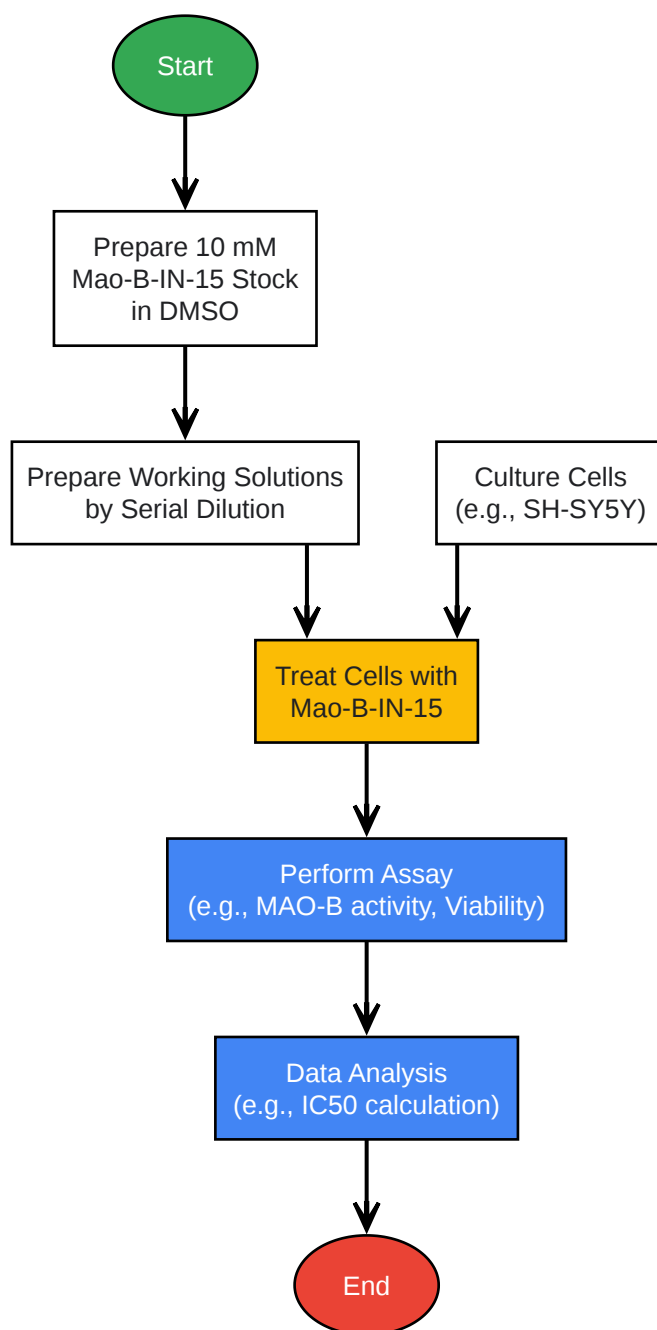 Start
Prepare 10 mM
Mao-B-IN-15 Stock
in DMSO
Prepare Working Solutions
by Serial Dilution
Culture Cells
(e.g., SH-SY5Y)
Treat Cells with
Mao-B-IN-15
Perform Assay
(e.g., MAO-B activity, Viability)
Data Analysis
(e.g., IC50 calculation)
End